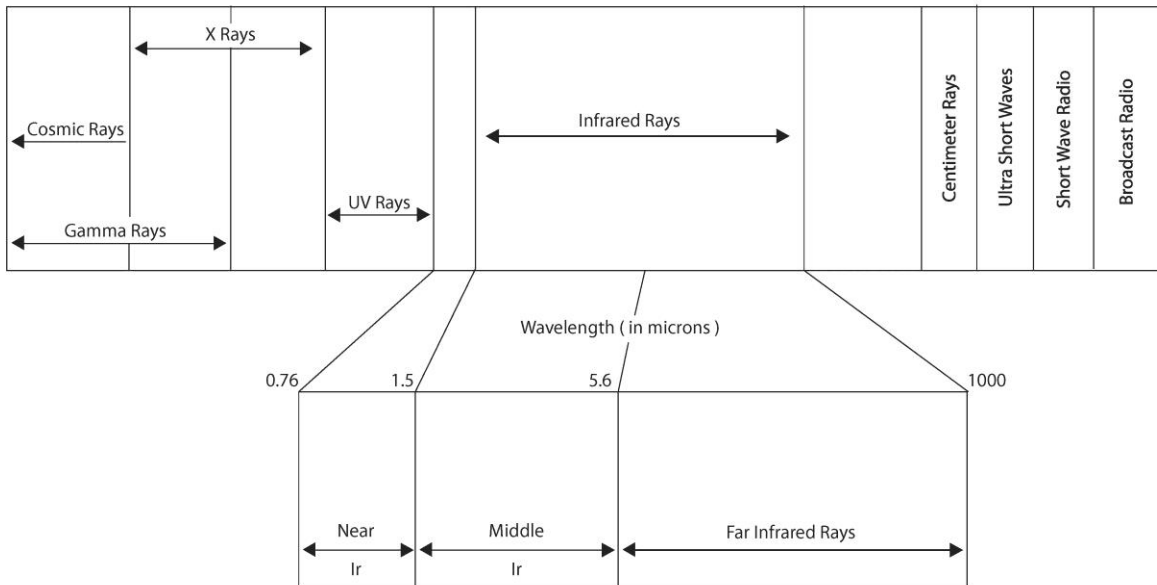 X Rays
Cosmic Rays
Infrared Rays
UV Rays
Gamma Rays
Centimeter Rays
Ultra Short Waves
Short Wave Radio
Broadcast Radio
Wavelength ( in microns )
0.76
1.5
5.6
1000
Near
Ir
Middle
Ir
Far Infrared Rays